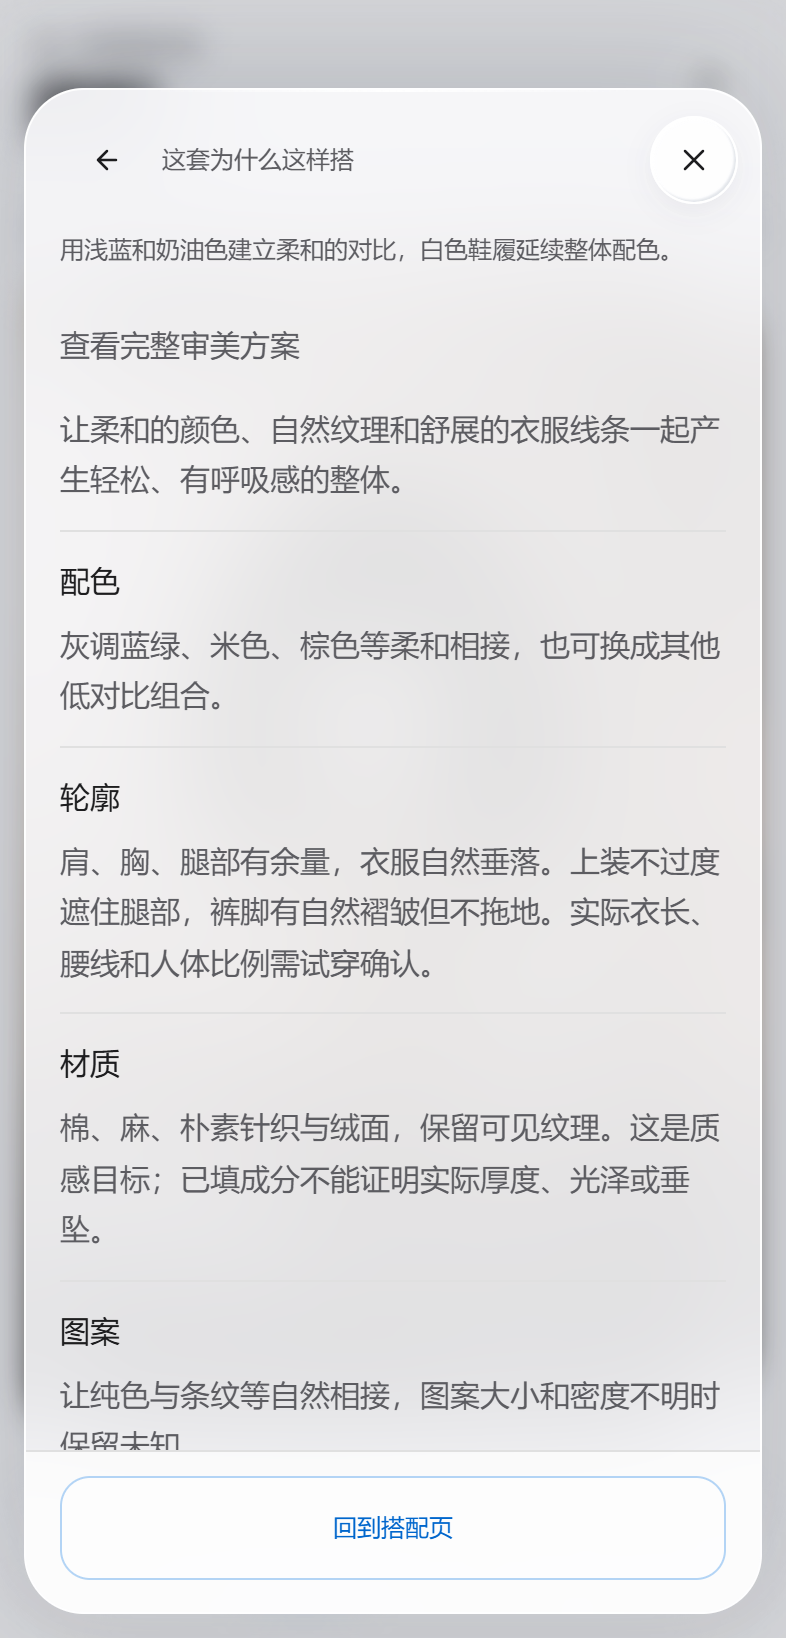 这套为什么这样搭
用浅蓝和奶油色建立柔和的对比，白色鞋履延续整体配色。
查看完整审美方案
让柔和的颜色、自然纹理和舒展的衣服线条一起产
生轻松、有呼吸感的整体。
配色
灰调蓝绿、米色、棕色等柔和相接，也可换成其他
低对比组合。
轮廓
肩、胸、腿部有余量，衣服自然垂落。上装不过度
遮住腿部，裤脚有自然褶皱但不拖地。实际衣长、
腰线和人体比例需试穿确认。
材质
棉、麻、朴素针织与绒面，保留可见纹理。这是质
感目标；已填成分不能证明实际厚度、光泽或垂
坠。
图案
让纯色与条纹等自然相接，图案大小和密度不明时
保留未知
回到搭配页